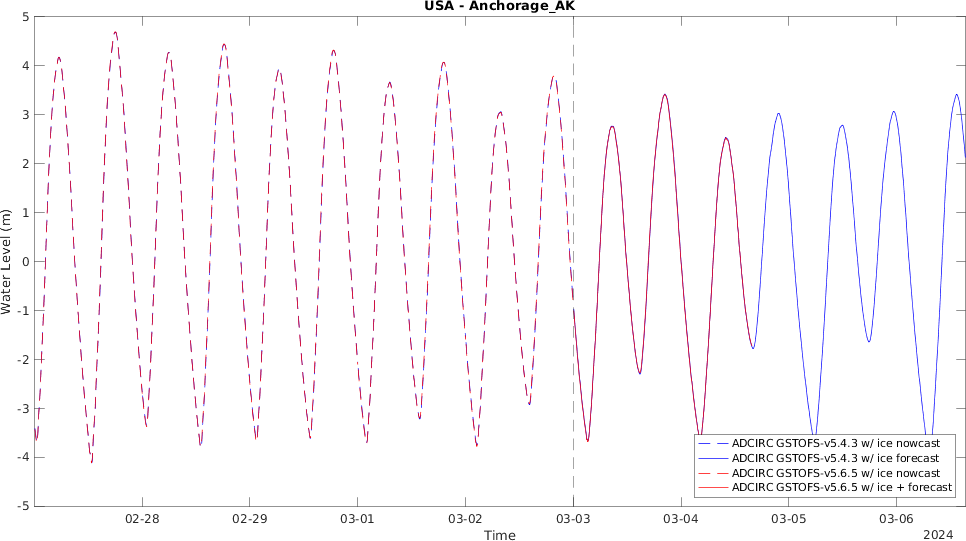 USA - Anchorage_AK
5
4
3
2
1
0
-1
-2
-3
-4
-5
Water Level (m)
ADCIRC GSTOFS-v5.4.3 w/ ice nowcast
ADCIRC GSTOFS-v5.4.3 w/ ice forecast
ADCIRC GSTOFS-v5.6.5 w/ ice nowcast
ADCIRC GSTOFS-v5.6.5 w/ ice + forecast
02-28 02-29 03-01 03-02 03-03 03-04 03-05 03-06
Time
2024